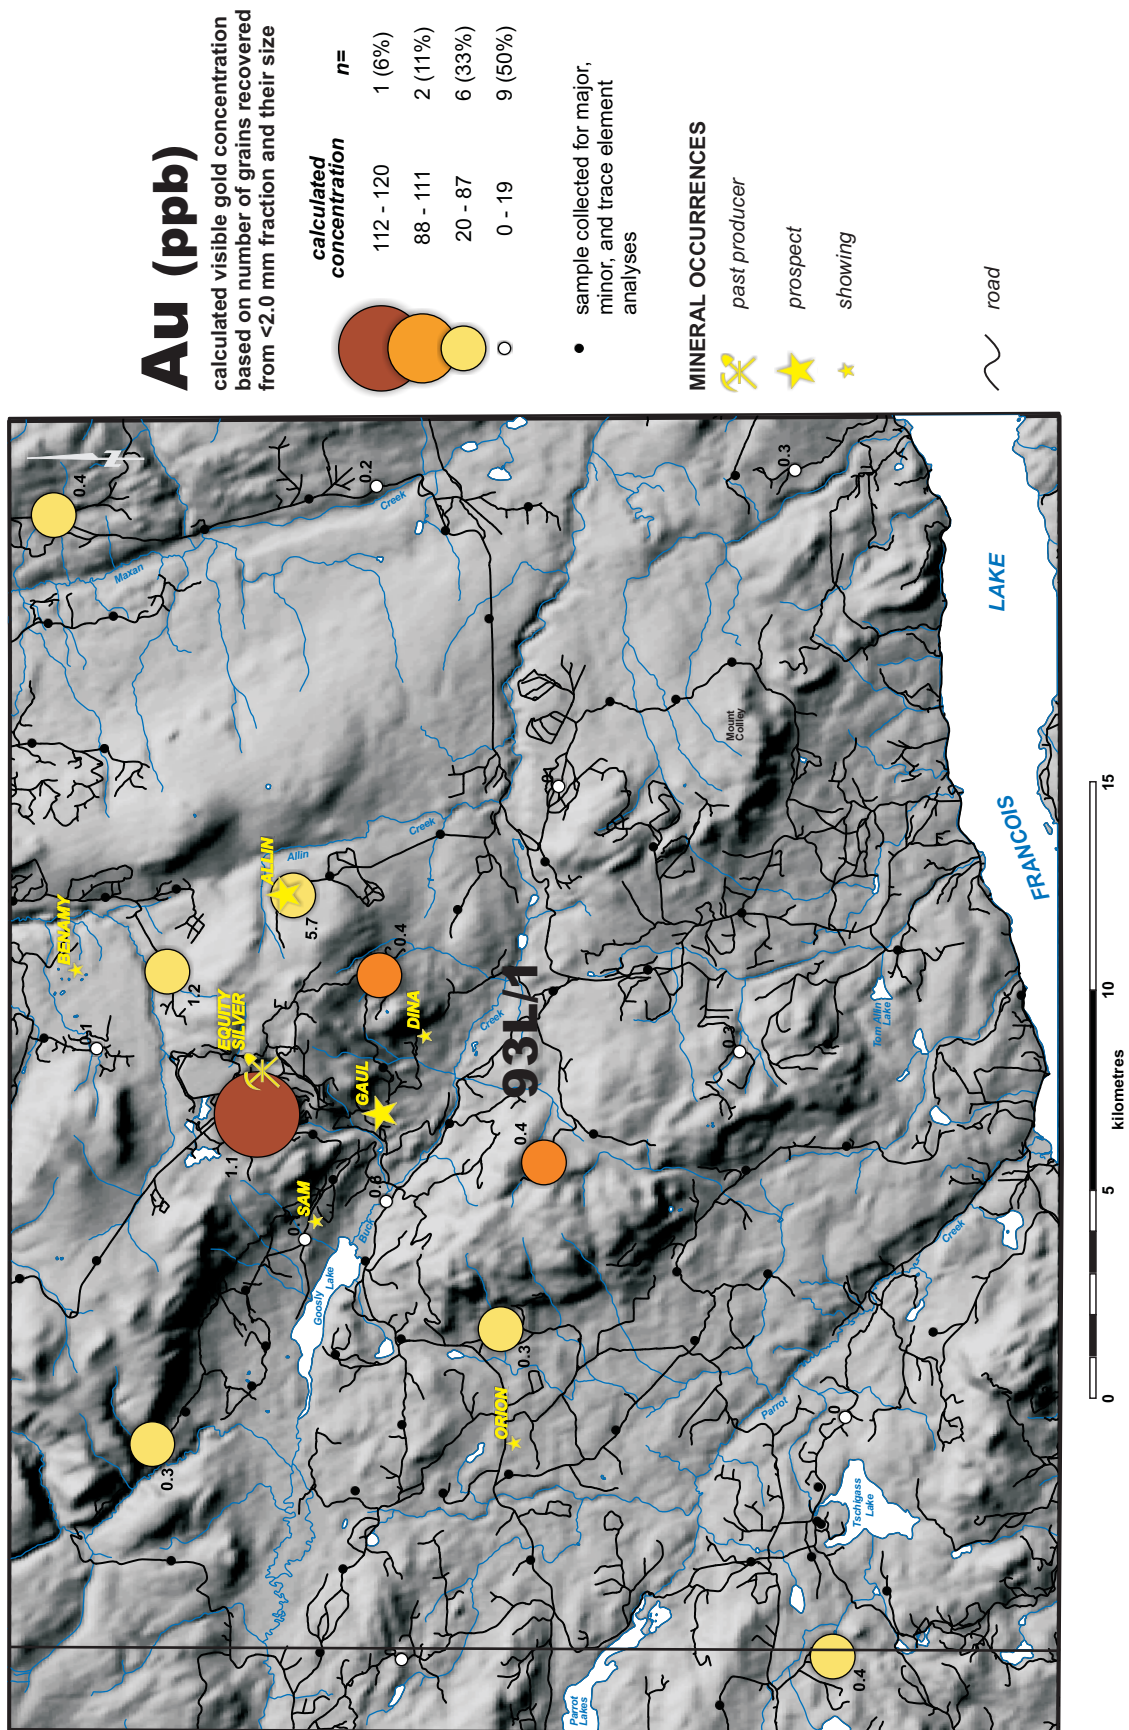 Au (ppb)
calculated visible gold concentration
based on number of grains recovered
from <2.0 mm fraction and their size
calculated
concentration
n=
112 - 120
1 (6%)
88 - 111
2 (11%)
20 - 87
6 (33%)
0 - 19
9 (50%)
sample collected for major,
minor, and trace element
analyses
MINERAL OCCURRENCES
past producer
prospect
showing
road
0.4
Maxan
Creek
0.2
0.3
BENAMY
1.2
EQUITY
SILVER
1.1
ALLIN
Allin
Creek
5.7
0.4
DINA
GAUL
SAM
Buck
Creek
Goosly Lake
93L/1
0.4
0.3
0.3
ORION
Mount
Colley
Tom Allin
Lake
Parrot
Creek
Tschigass
Lake
Parrot
Lakes
0.4
FRANCOIS
LAKE
0
5
10
15
kilometres